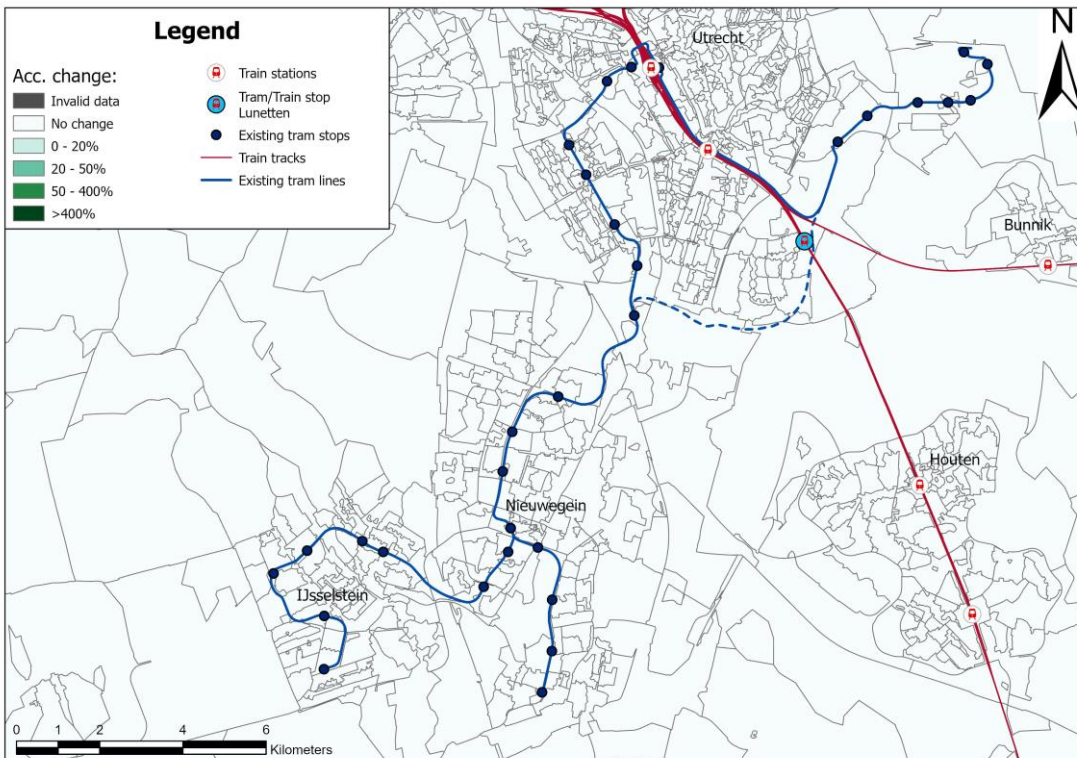 Legend
Acc. change:
Invalid data
No change
0 - 20%
20 - 50%
50 - 400%
>400%
Train stations
Tram/Train stop
Lunetten
Existing tram stops
Train tracks
Existing tram lines
Utrecht
N
Bunnik
Houten
Nieuwegein
IJsselstein
0 1 2 4 6
Kilometers